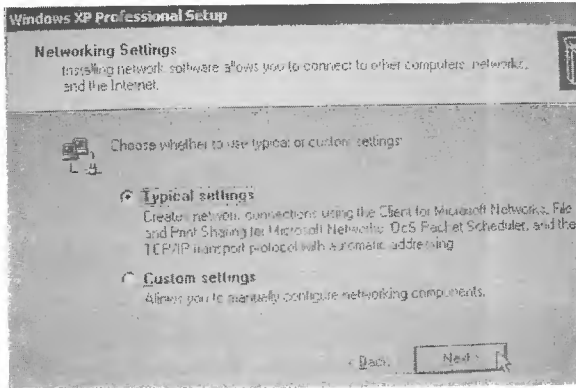 Windows XP Professional Setup
Networking Settings
Installing network software allows you to connect to other computers, networks,
and the Internet.
Choose whether to use typical or custom settings:
Typical settings
Creates network connections using the Client for Microsoft Networks, File
and Print Sharing for Microsoft Networks, QoS Packet Scheduler, and the
TCP/IP transport protocol with automatic addressing.
Custom settings
Allows you to manually configure networking components.
< Back
Next >